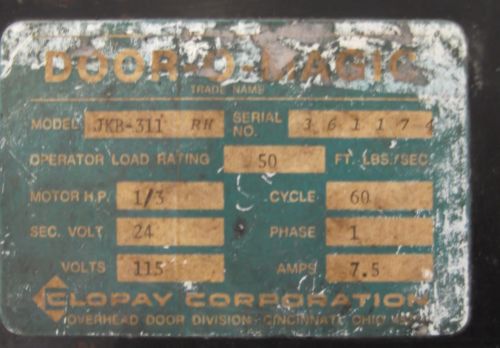 DOOR-O-MAGIC
TRADE NAME
MODEL JKB-311 RH SERIAL NO. 361174
OPERATOR LOAD RATING 50 FT. LBS./SEC.
MOTOR H.P. 1/3 CYCLE 60
SEC. VOLT 24 PHASE 1
VOLTS 115 AMPS 7.5
CLOPAY CORPORATION
OVERHEAD DOOR DIVISION - CINCINNATI, OHIO